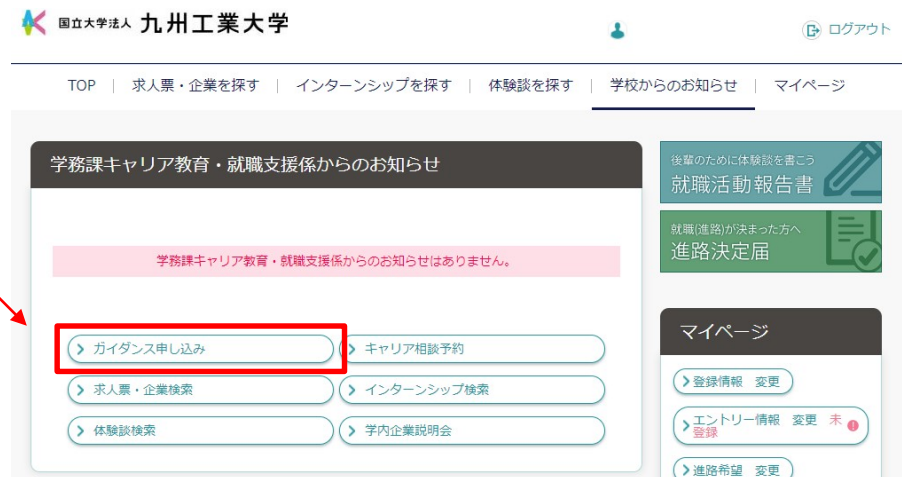 国立大学法人 九州工業大学
ログアウト
TOP | 求人票・企業を探す | インターンシップを探す | 体験談を探す | 学校からのお知らせ | マイページ
学務課キャリア教育・就職支援係からのお知らせ
学務課キャリア教育・就職支援係からのお知らせはありません。
ガイダンス申し込み
キャリア相談予約
求人票・企業検索
インターンシップ検索
体験談検索
学内企業説明会
後輩のために体験談を書こう
就職活動報告書
就職(進路)が決まった方へ
進路決定届
マイページ
登録情報 変更
エントリー情報 変更 未
登録
進路希望 変更